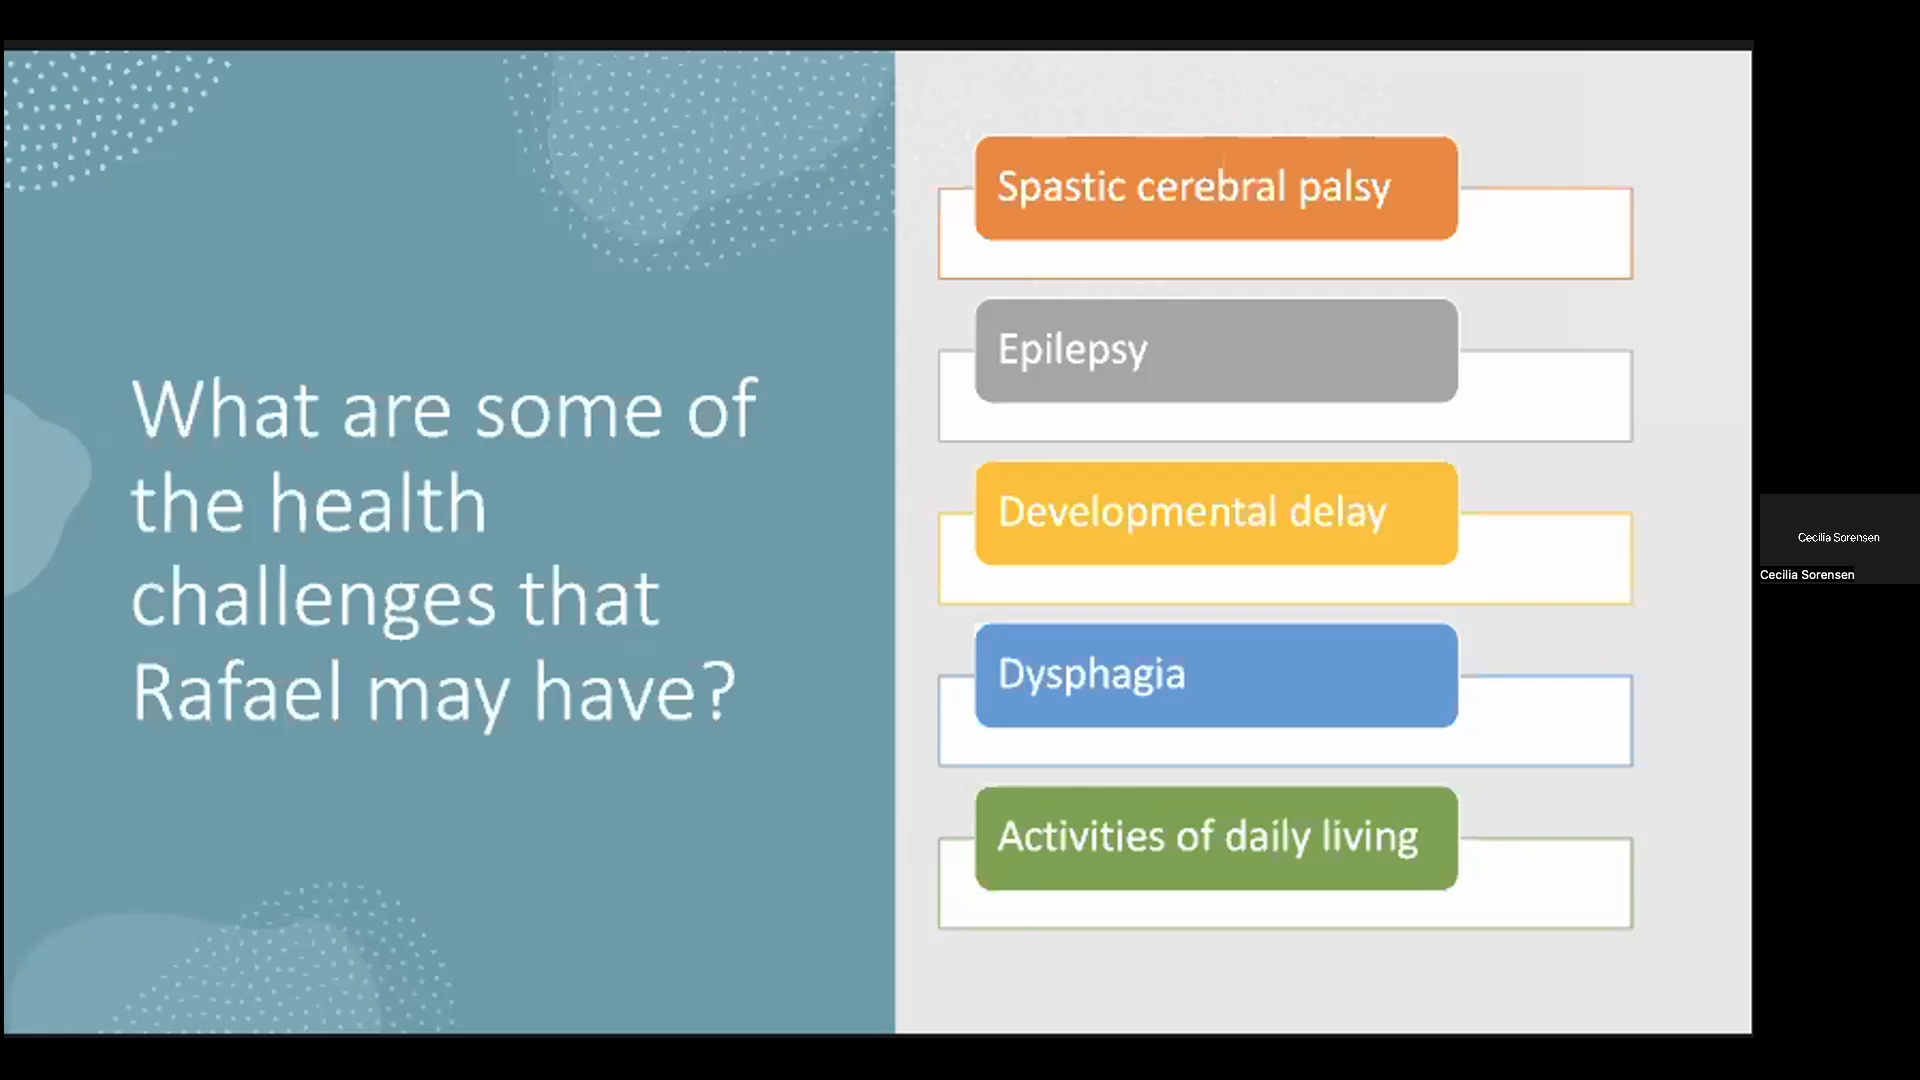 What are some of
the health
challenges that
Rafael may have?
Spastic cerebral palsy
Epilepsy
Developmental delay
Dysphagia
Activities of daily living
Cecilia Sorensen
Cecilia Sorensen